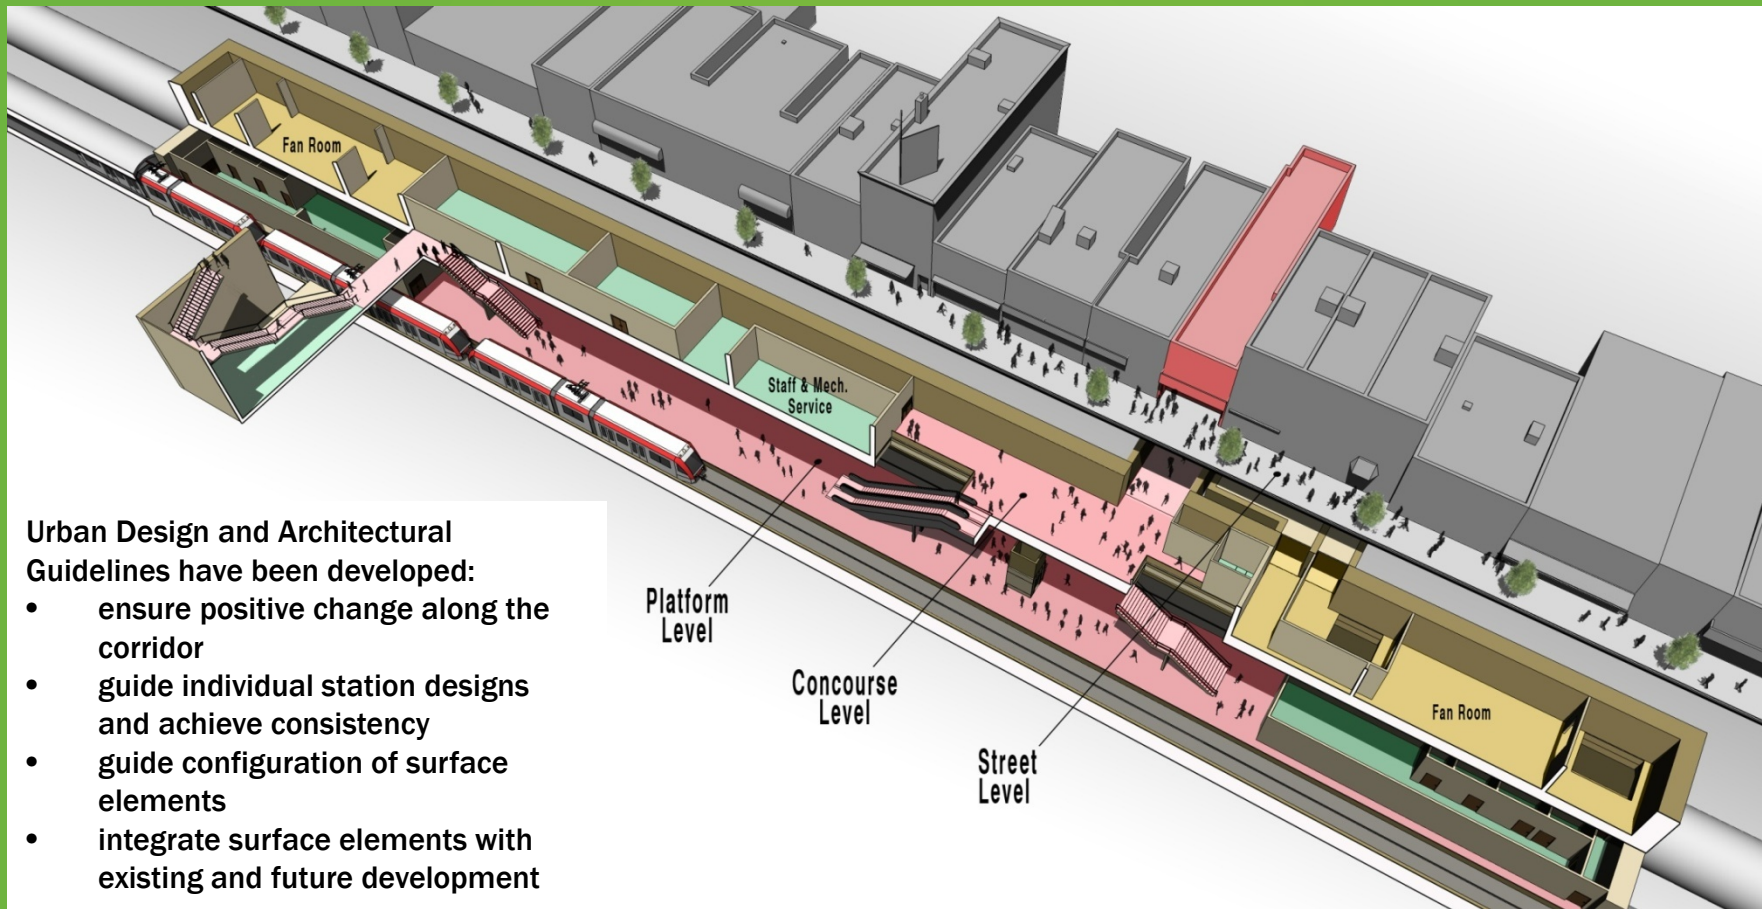 Fan Room
Staff & Mech.
Service
Urban Design and Architectural
Guidelines have been developed:
• ensure positive change along the
corridor
• guide individual station designs
and achieve consistency
• guide configuration of surface
elements
• integrate surface elements with
existing and future development
Platform
Level
Concourse
Level
Street
Level
Fan Room